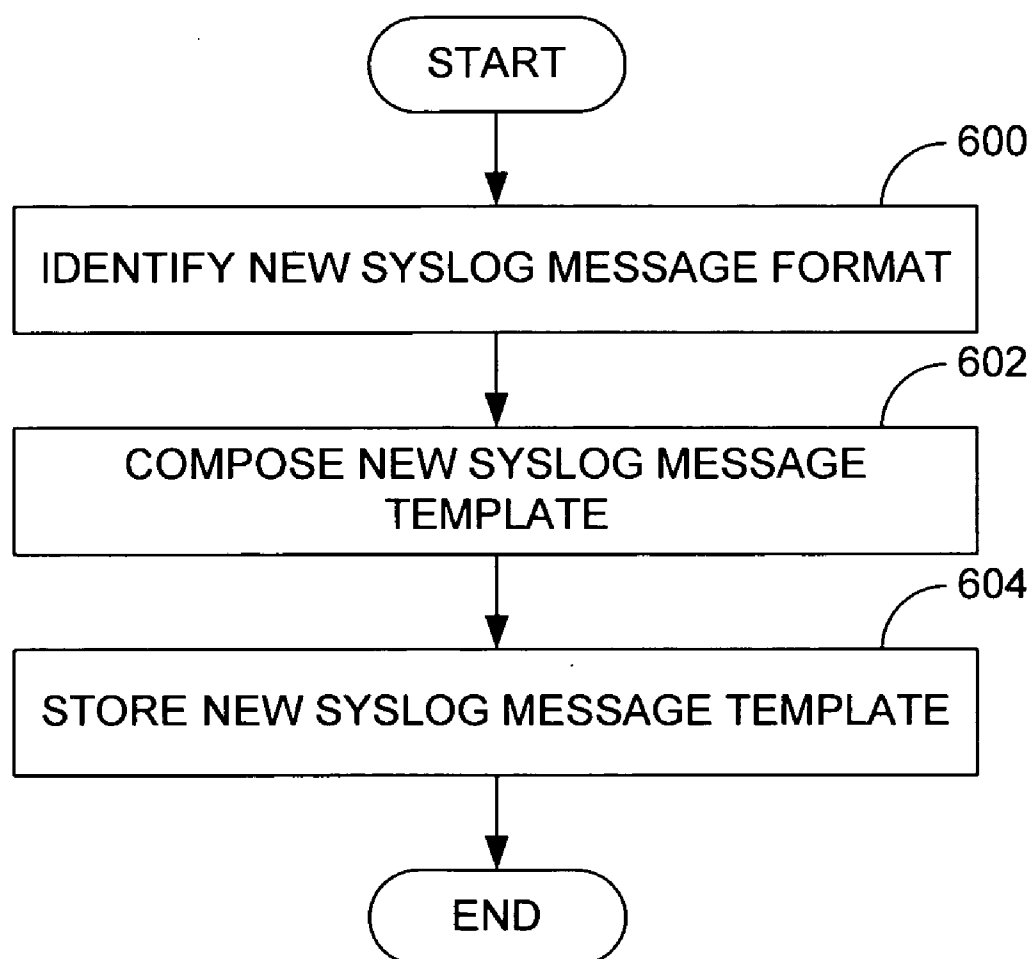 START
600
IDENTIFY NEW SYSLOG MESSAGE FORMAT
602
COMPOSE NEW SYSLOG MESSAGE
TEMPLATE
604
STORE NEW SYSLOG MESSAGE TEMPLATE
END